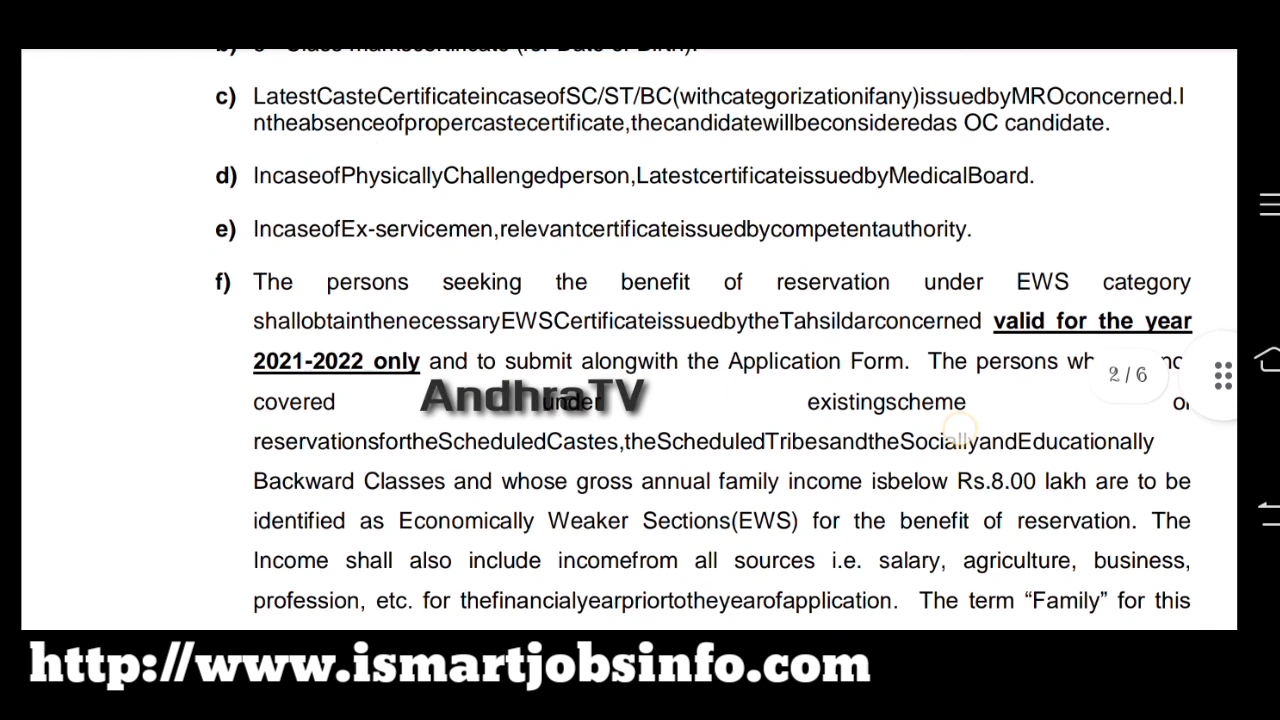 c) LatestCasteCertificateincaseofSC/ST/BC(withcategorizationifany)issuedbyMROconcerned.I
ntheabsenceofpropercastecertificate,thecandidatewillbeconsideredas OC candidate.
d) IncaseofPhysicallyChallengedperson,LatestcertificateissuedbyMedicalBoard.
e) IncaseofEx-servicemen,relevantcertificateissuedbycompetentauthority.
f) The persons seeking the benefit of reservation under EWS category
shallobtainthenecessaryEWSCertificateissuedbytheTahsildarconcerned valid for the year
2021-2022 only and to submit alongwith the Application Form. The persons
2 / 6
AndhraTV
covered under existingscheme
reservationsfortheScheduledCastes,theScheduledTribesandtheSociallyandEducationally
Backward Classes and whose gross annual family income isbelow Rs.8.00 lakh are to be
identified as Economically Weaker Sections(EWS) for the benefit of reservation. The
Income shall also include incomefrom all sources i.e. salary, agriculture, business,
profession, etc. for thefinancialyearpriortotheyearofapplication. The term “Family” for this
http://www.ismartjobsinfo.com